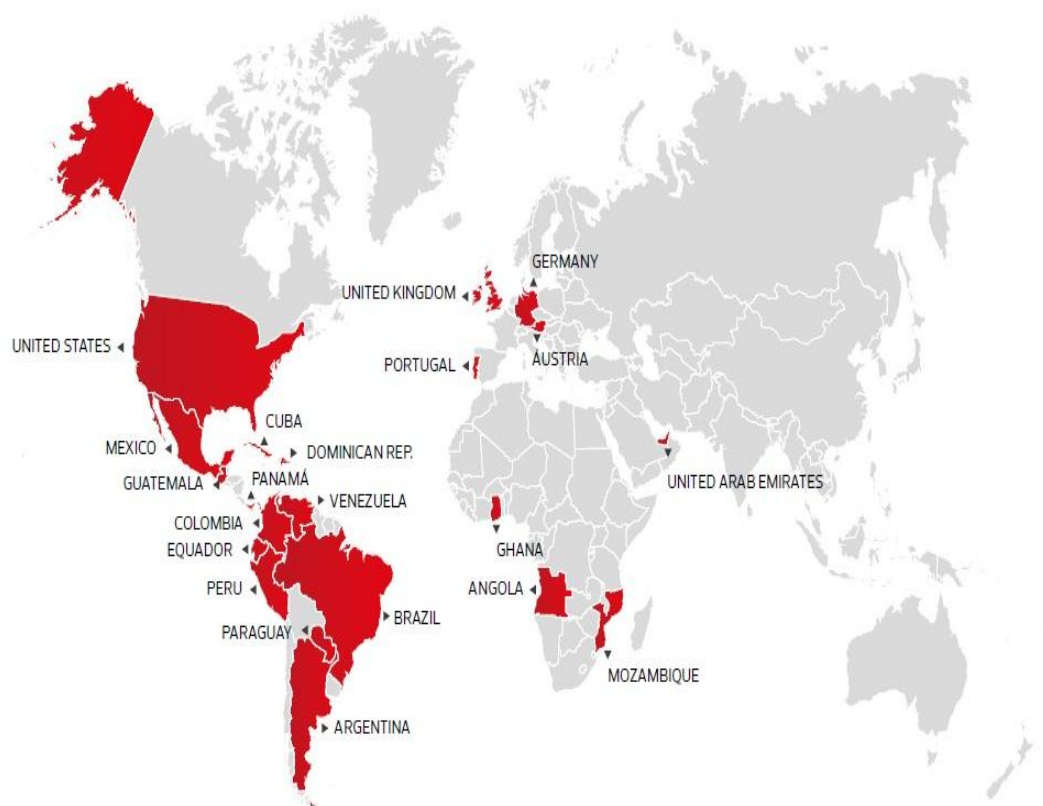 GERMANY
UNITED KINGDOM
UNITED STATES
PORTUGAL
AUSTRIA
CUBA
MEXICO
DOMINICAN REP.
GUATEMALA
PANAMÁ
UNITED ARAB EMIRATES
VENEZUELA
COLOMBIA
EQUADOR
GHANA
PERU
ANGOLA
BRAZIL
PARAGUAY
MOZAMBIQUE
ARGENTINA